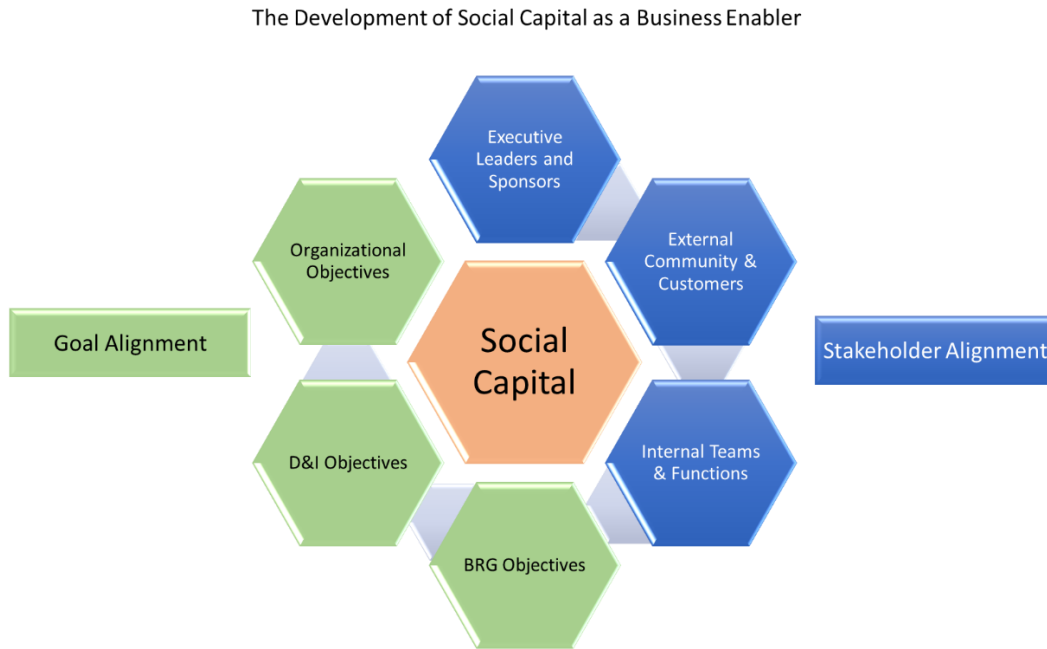 The Development of Social Capital as a Business Enabler
Executive
Leaders and
Sponsors
Organizational
Objectives
External
Community &
Customers
Goal Alignment
Social
Capital
Stakeholder Alignment
D&I Objectives
Internal Teams
& Functions
BRG Objectives